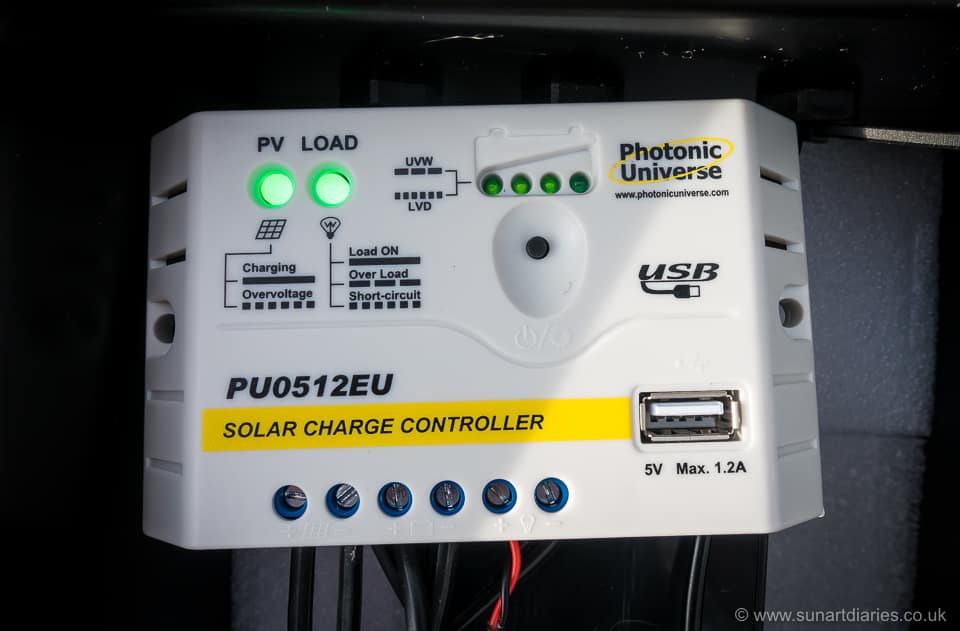 PV LOAD
UVW
LVD
Photonic
Universe
www.photonicuniverse.com
Charging
Overvoltage
Load ON
Over Load
Short-circuit
USB
PU0512EU
SOLAR CHARGE CONTROLLER
5V Max. 1.2A
+ - + - + -
© www.sunartdiaries.co.uk